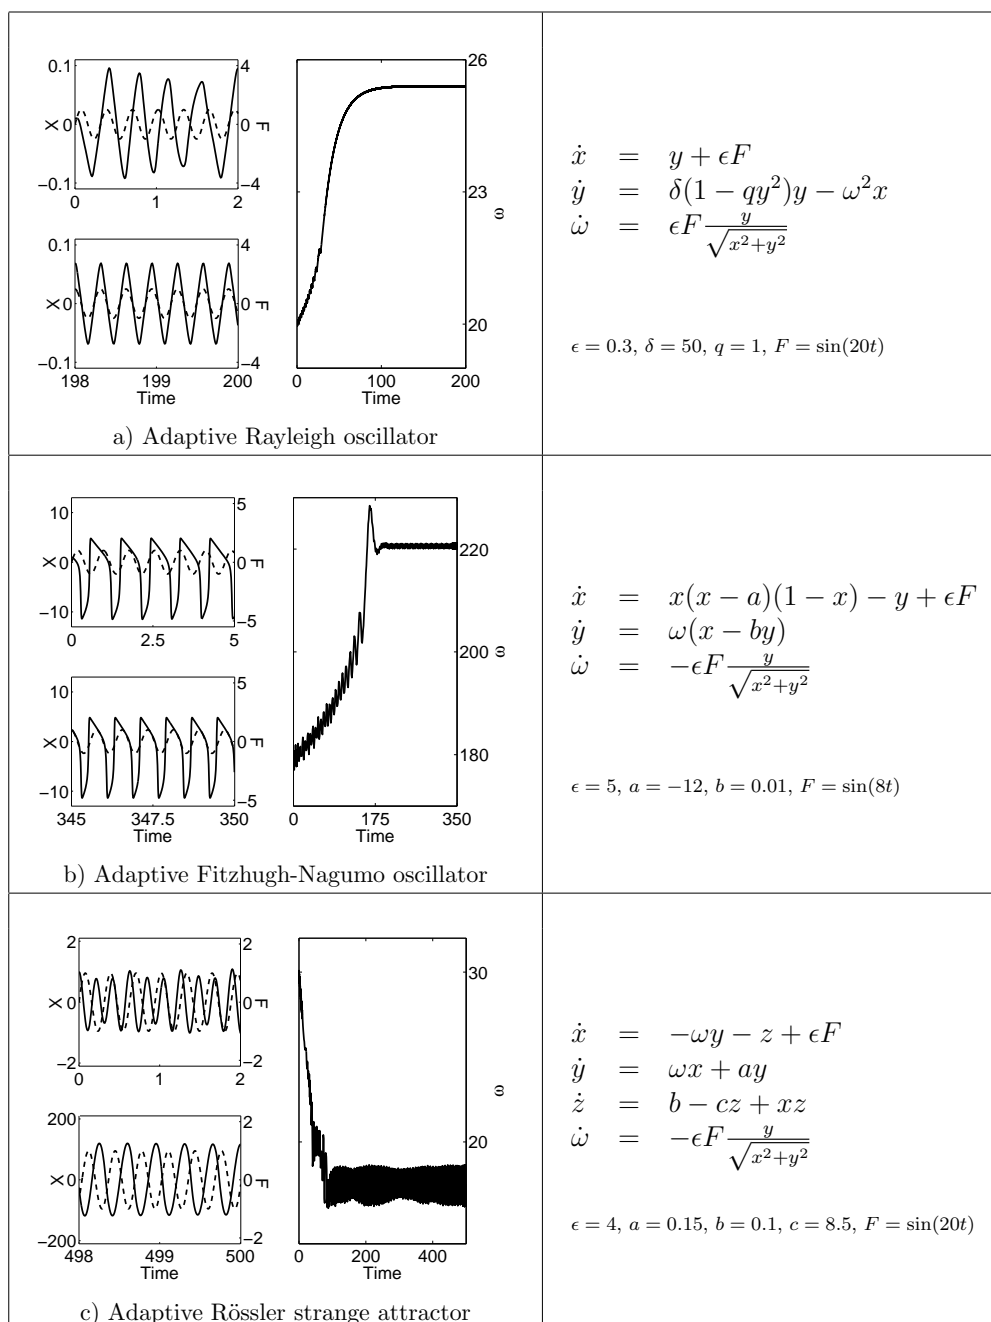 0.1
0
−0.1
X
4
0
−4
F
0
1
2
0.1
0
−0.1
X
4
0
−4
F
198
199
200
Time
26
23
20
ω
0
100
200
Time
a) Adaptive Rayleigh oscillator
ẋ = y + ϵF
ẏ = δ(1 − qy²)y − ω²x
ω̇ = ϵF y/√(x²+y²)
ϵ = 0.3, δ = 50, q = 1, F = sin(20t)
10
0
−10
X
5
0
−5
F
0
2.5
5
10
0
−10
X
5
0
−5
F
345
347.5
350
Time
220
200
180
ω
0
175
350
Time
b) Adaptive Fitzhugh-Nagumo oscillator
ẋ = x(x − a)(1 − x) − y + ϵF
ẏ = ω(x − by)
ω̇ = −ϵF y/√(x²+y²)
ϵ = 5, a = −12, b = 0.01, F = sin(8t)
2
0
−2
X
2
0
−2
F
0
1
2
200
0
−200
X
2
0
−2
F
498
499
500
Time
30
20
ω
0
200
400
Time
c) Adaptive Rössler strange attractor
ẋ = −ωy − z + ϵF
ẏ = ωx + ay
ż = b − cz + xz
ω̇ = −ϵF y/√(x²+y²)
ϵ = 4, a = 0.15, b = 0.1, c = 8.5, F = sin(20t)